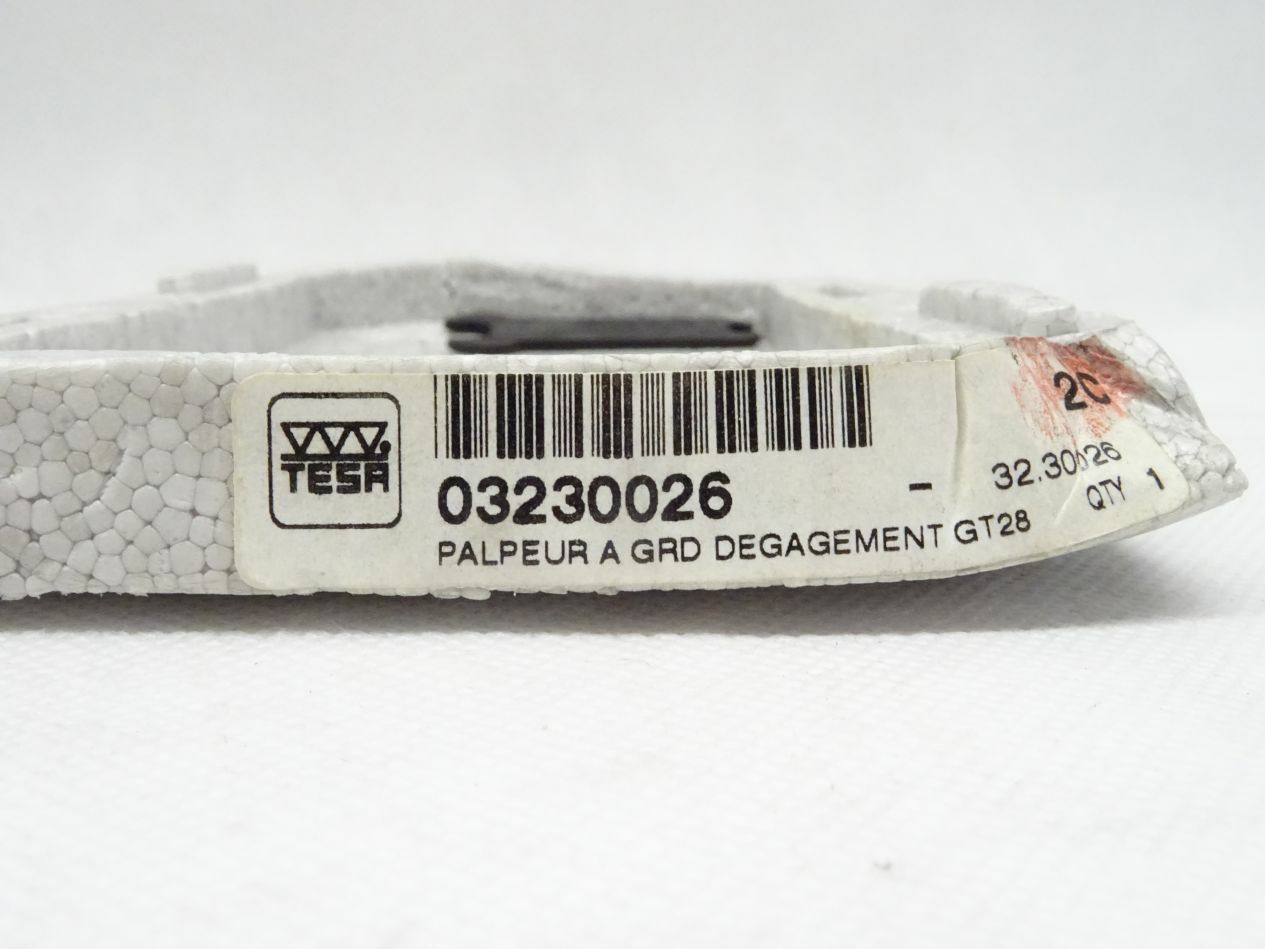 TESA
2C
03230026 - 32.30026
PALPEUR A GRD DEGAGEMENT GT28 QTY 1